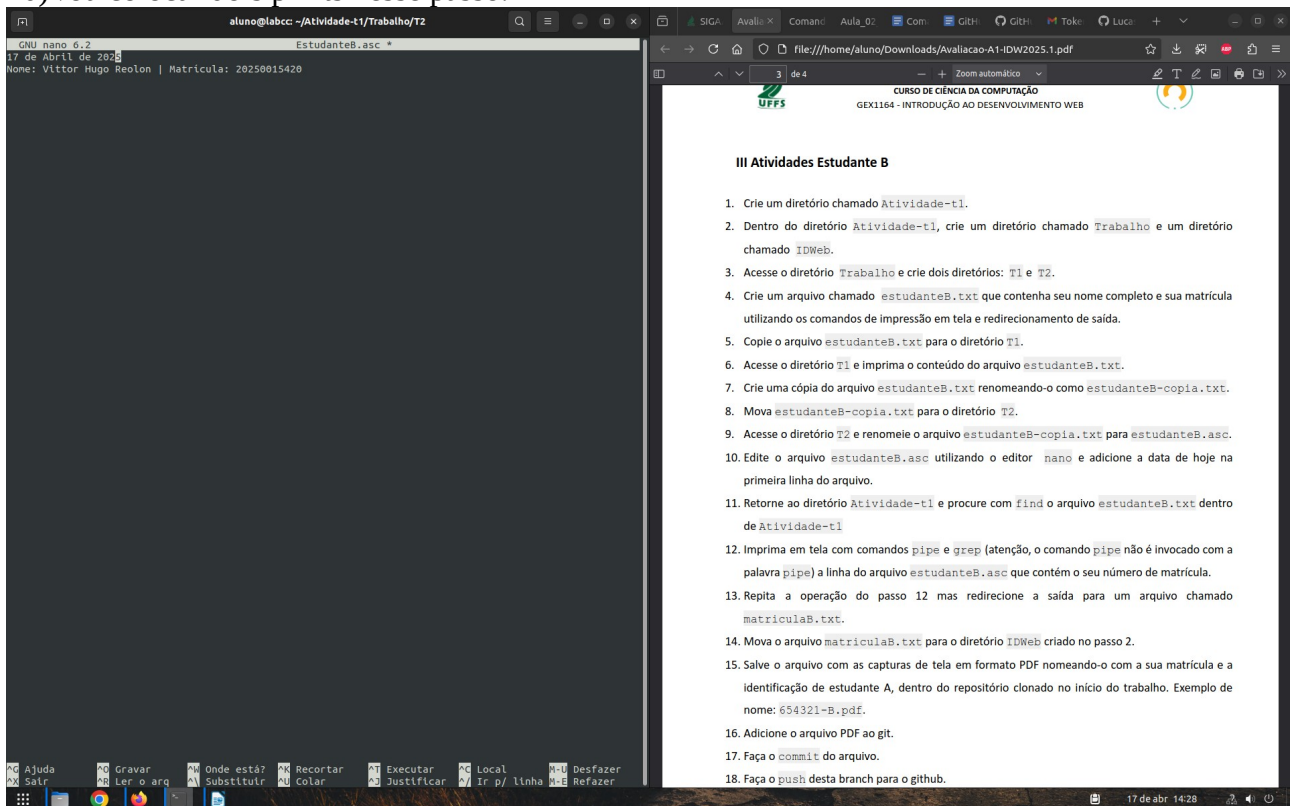 aluno@labcc: ~/Atividade-t1/Trabalho/T2
GNU nano 6.2 EstudanteB.asc *
17 de Abril de 2025
Nome: Vittor Hugo Reolon | Matricula: 20250015420
^G Ajuda ^O Gravar ^W Onde está? ^K Recortar ^T Executar ^C Local M-U Desfazer
^X Sair ^R Ler o arq ^\ Substituir ^U Colar ^J Justificar ^/ Ir p/ linha M-E Refazer
SIGA Avalia × Comand Aula_02 Com GitH GitH Toke Luca
file:///home/aluno/Downloads/Avaliacao-A1-IDW2025.1.pdf
3 de 4 Zoom automático
UFFS
CURSO DE CIÊNCIA DA COMPUTAÇÃO
GEX1164 - INTRODUÇÃO AO DESENVOLVIMENTO WEB
III Atividades Estudante B
1. Crie um diretório chamado Atividade-t1.
2. Dentro do diretório Atividade-t1, crie um diretório chamado Trabalho e um diretório
chamado IDWeb.
3. Acesse o diretório Trabalho e crie dois diretórios: T1 e T2.
4. Crie um arquivo chamado estudanteB.txt que contenha seu nome completo e sua matrícula
utilizando os comandos de impressão em tela e redirecionamento de saída.
5. Copie o arquivo estudanteB.txt para o diretório T1.
6. Acesse o diretório T1 e imprima o conteúdo do arquivo estudanteB.txt.
7. Crie uma cópia do arquivo estudanteB.txt renomeando-o como estudanteB-copia.txt.
8. Mova estudanteB-copia.txt para o diretório T2.
9. Acesse o diretório T2 e renomeie o arquivo estudanteB-copia.txt para estudanteB.asc.
10. Edite o arquivo estudanteB.asc utilizando o editor nano e adicione a data de hoje na
primeira linha do arquivo.
11. Retorne ao diretório Atividade-t1 e procure com find o arquivo estudanteB.txt dentro
de Atividade-t1
12. Imprima em tela com comandos pipe e grep (atenção, o comando pipe não é invocado com a
palavra pipe) a linha do arquivo estudanteB.asc que contém o seu número de matrícula.
13. Repita a operação do passo 12 mas redirecione a saída para um arquivo chamado
matriculaB.txt.
14. Mova o arquivo matriculaB.txt para o diretório IDWeb criado no passo 2.
15. Salve o arquivo com as capturas de tela em formato PDF nomeando-o com a sua matrícula e a
identificação de estudante A, dentro do repositório clonado no início do trabalho. Exemplo de
nome: 654321-B.pdf.
16. Adicione o arquivo PDF ao git.
17. Faça o commit do arquivo.
18. Faça o push desta branch para o github.
17 de abr 14:28